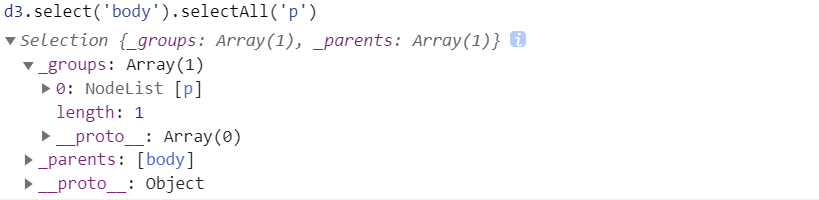 d3.select('body').selectAll('p')
▼Selection {_groups: Array(1), _parents: Array(1)} i
▼_groups: Array(1)
▶0: NodeList [p]
length: 1
▶__proto__: Array(0)
▶_parents: [body]
▶__proto__: Object